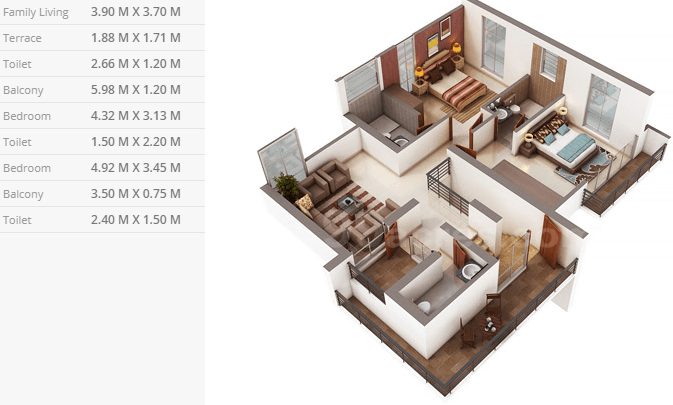 Family Living 3.90 M X 3.70 M
Terrace 1.88 M X 1.71 M
Toilet 2.66 M X 1.20 M
Balcony 5.98 M X 1.20 M
Bedroom 4.32 M X 3.13 M
Toilet 1.50 M X 2.20 M
Bedroom 4.92 M X 3.45 M
Balcony 3.50 M X 0.75 M
Toilet 2.40 M X 1.50 M